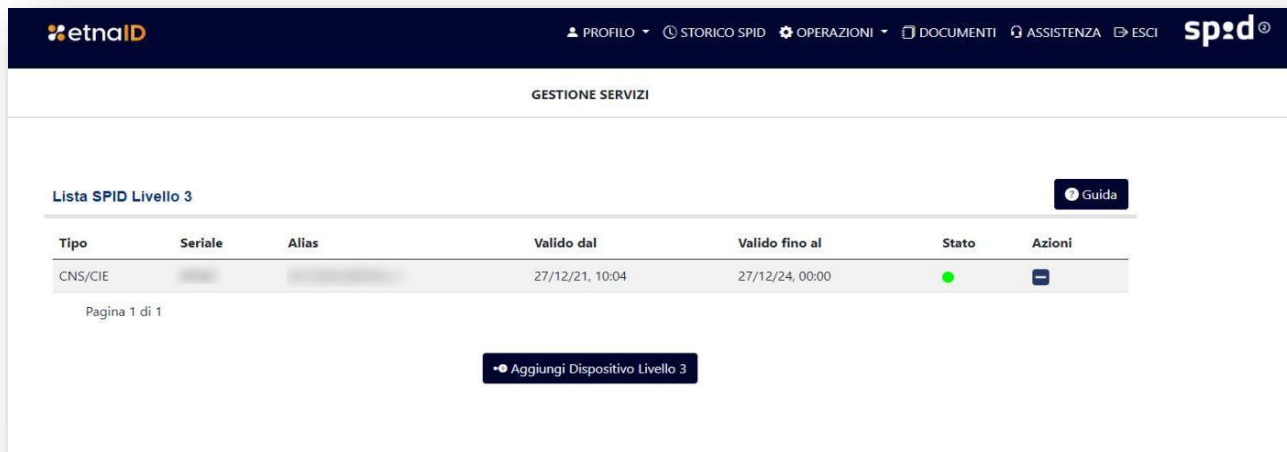 etnaID
PROFILO STORICO SPID OPERAZIONI DOCUMENTI ASSISTENZA ESCI spid 2
GESTIONE SERVIZI
Lista SPID Livello 3
? Guida
Tipo Seriale Alias Valido dal Valido fino al Stato Azioni
CNS/CIE 27/12/21, 10:04 27/12/24, 00:00
Pagina 1 di 1
Aggiungi Dispositivo Livello 3